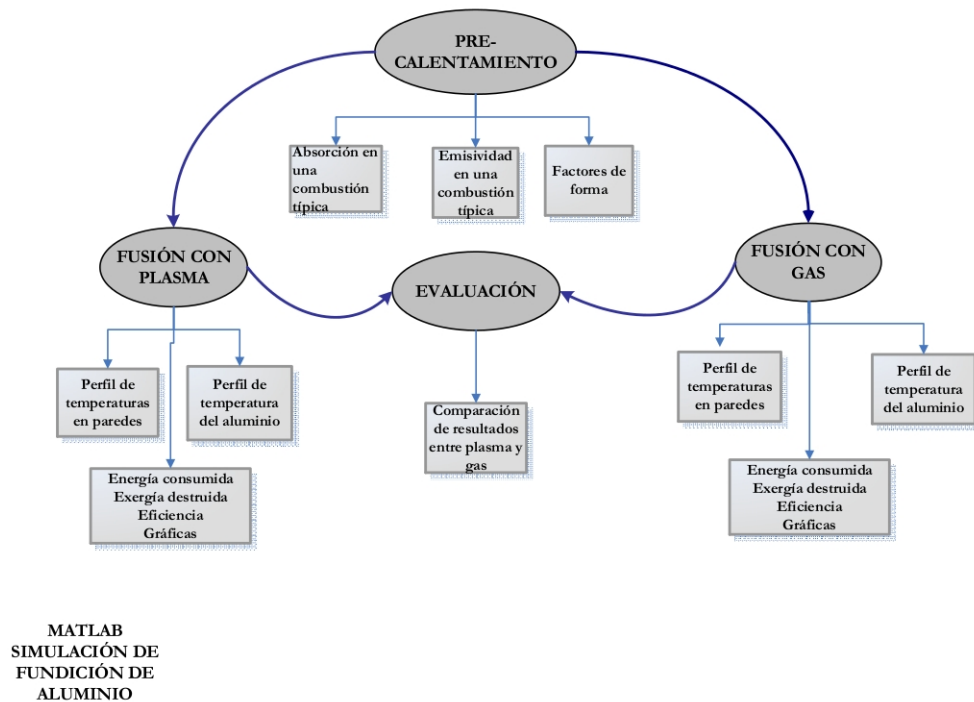 PRE-
CALENTAMIENTO
Absorción en
una
combustión
típica
Emisividad
en una
combustión
típica
Factores de
forma
FUSIÓN CON
PLASMA
EVALUACIÓN
FUSIÓN CON
GAS
Perfil de
temperaturas
en paredes
Perfil de
temperatura
del aluminio
Comparación
de resultados
entre plasma y
gas
Perfil de
temperaturas
en paredes
Perfil de
temperatura
del aluminio
Energía consumida
Exergía destruida
Eficiencia
Gráficas
Energía consumida
Exergía destruida
Eficiencia
Gráficas
MATLAB
SIMULACIÓN DE
FUNDICIÓN DE
ALUMINIO